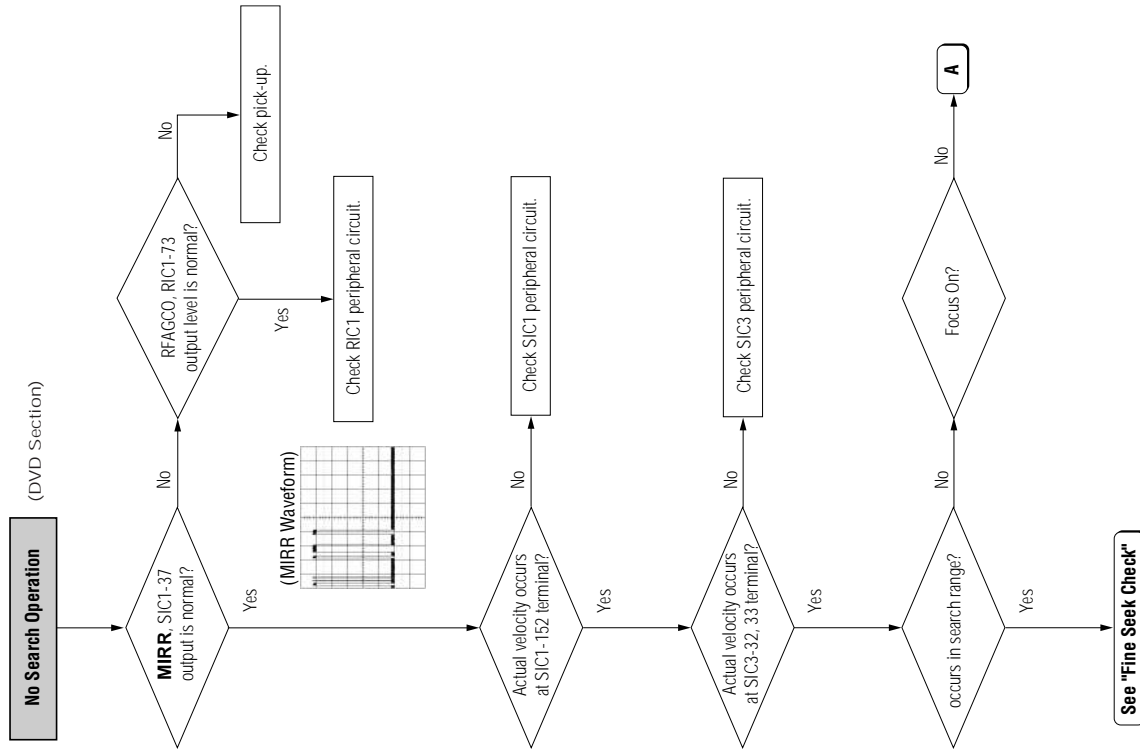 No Search Operation
(DVD Section)
MIRR, SIC1-37
output is normal?
No
RFAGCO, RIC1-73
output level is normal?
No
Check pick-up.
Yes
Check RIC1 peripheral circuit.
Yes
(MIRR Waveform)
Actual velocity occurs
at SIC1-152 terminal?
No
Check SIC1 peripheral circuit.
Yes
Actual velocity occurs
at SIC3-32, 33 terminal?
No
Check SIC3 peripheral circuit.
Yes
occurs in search range?
No
Focus On?
No
A
Yes
See "Fine Seek Check"